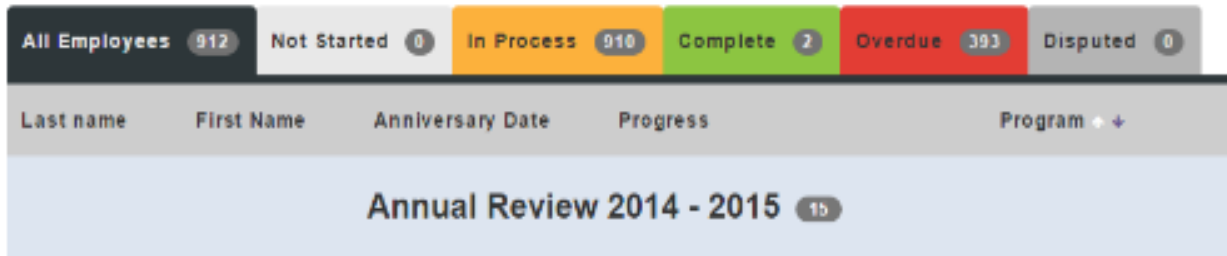 All Employees 912 Not Started 0 In Process 910 Complete 2 Overdue 393 Disputed 0
Last name First Name Anniversary Date Progress Program
Annual Review 2014 - 2015 15